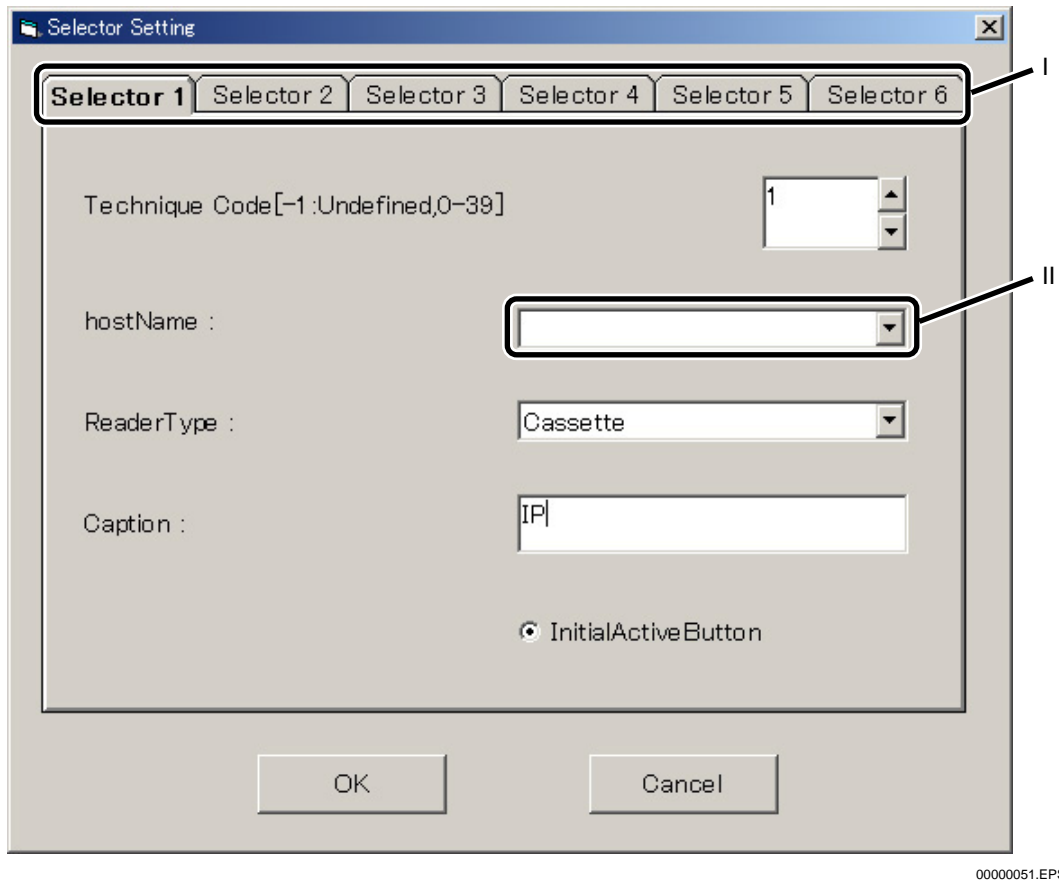 Selector Setting
I
Selector 1 Selector 2 Selector 3 Selector 4 Selector 5 Selector 6
Technique Code[-1:Undefined,0-39] 1
II
hostName :
ReaderType : Cassette
Caption : IP
InitialActiveButton
OK Cancel
00000051.EPS